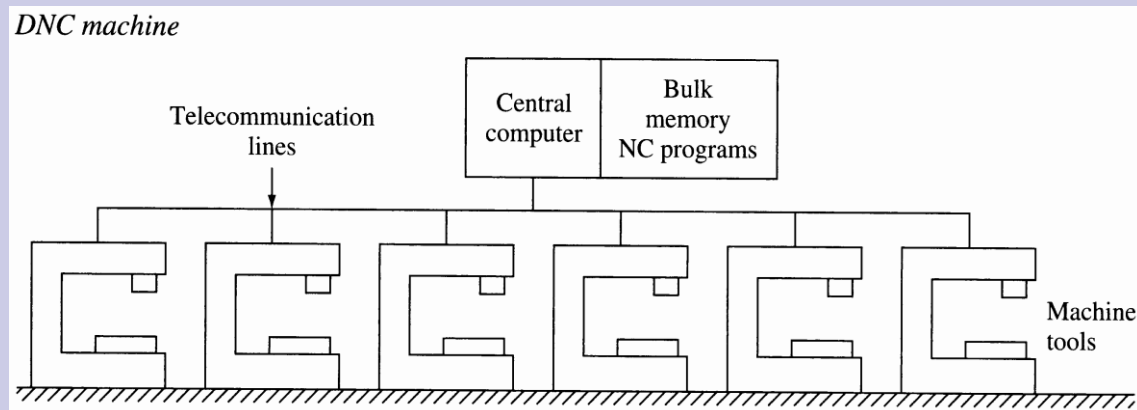 DNC machine
Central
computer
Bulk
memory
NC programs
Telecommunication
lines
Machine
tools